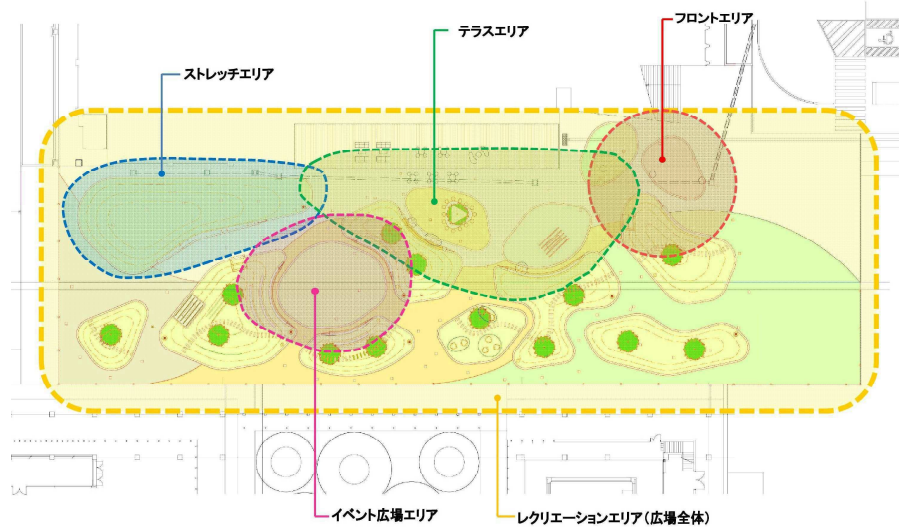 フロントエリア
テラスエリア
ストレッチエリア
イベント広場エリア
レクリエーションエリア(広場全体)